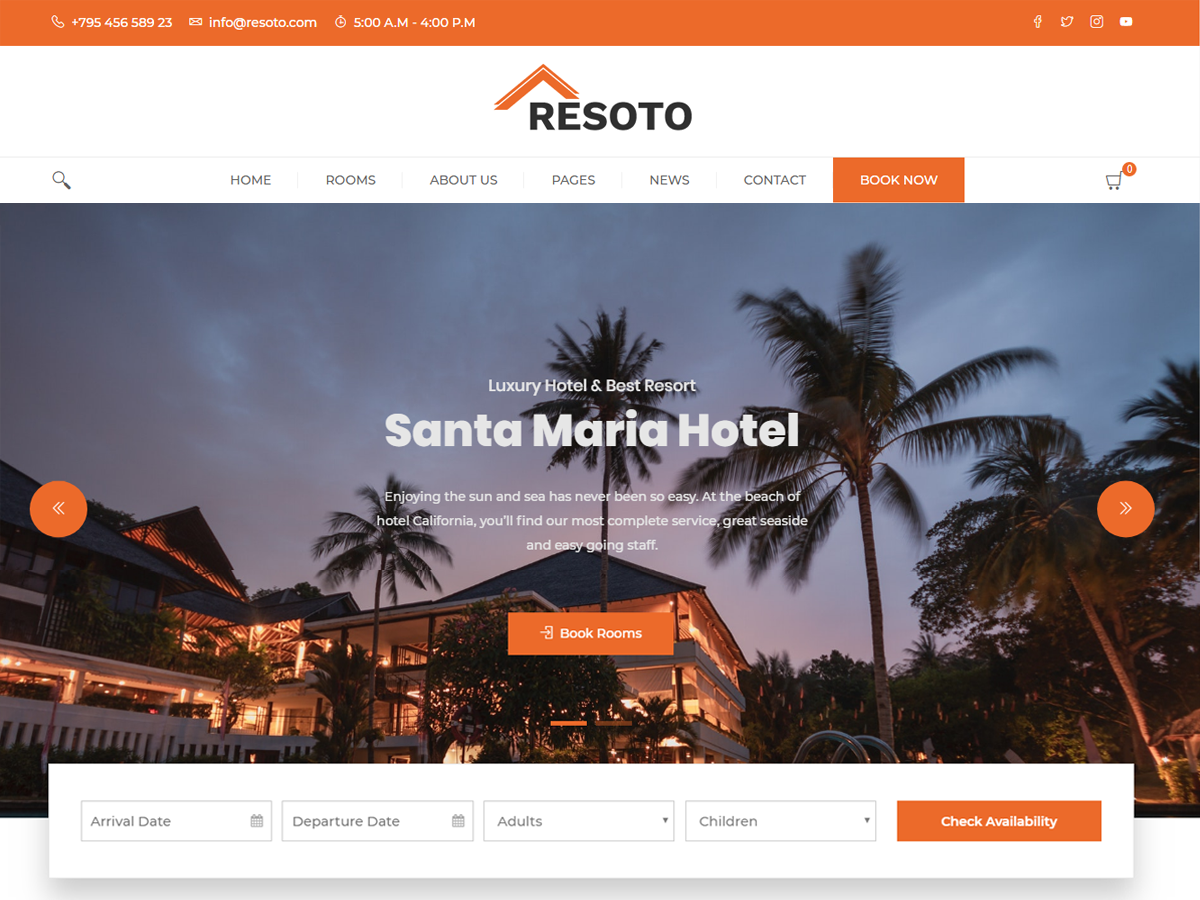 +795 456 589 23 info@resoto.com 5:00 A.M - 4:00 P.M
RESOTO
HOME ROOMS ABOUT US PAGES NEWS CONTACT BOOK NOW 0
Luxury Hotel & Best Resort
Santa Maria Hotel
Enjoying the sun and sea has never been so easy. At the beach of
hotel California, you'll find our most complete service, great seaside
and easy going staff.
Book Rooms
Arrival Date Departure Date Adults Children Check Availability